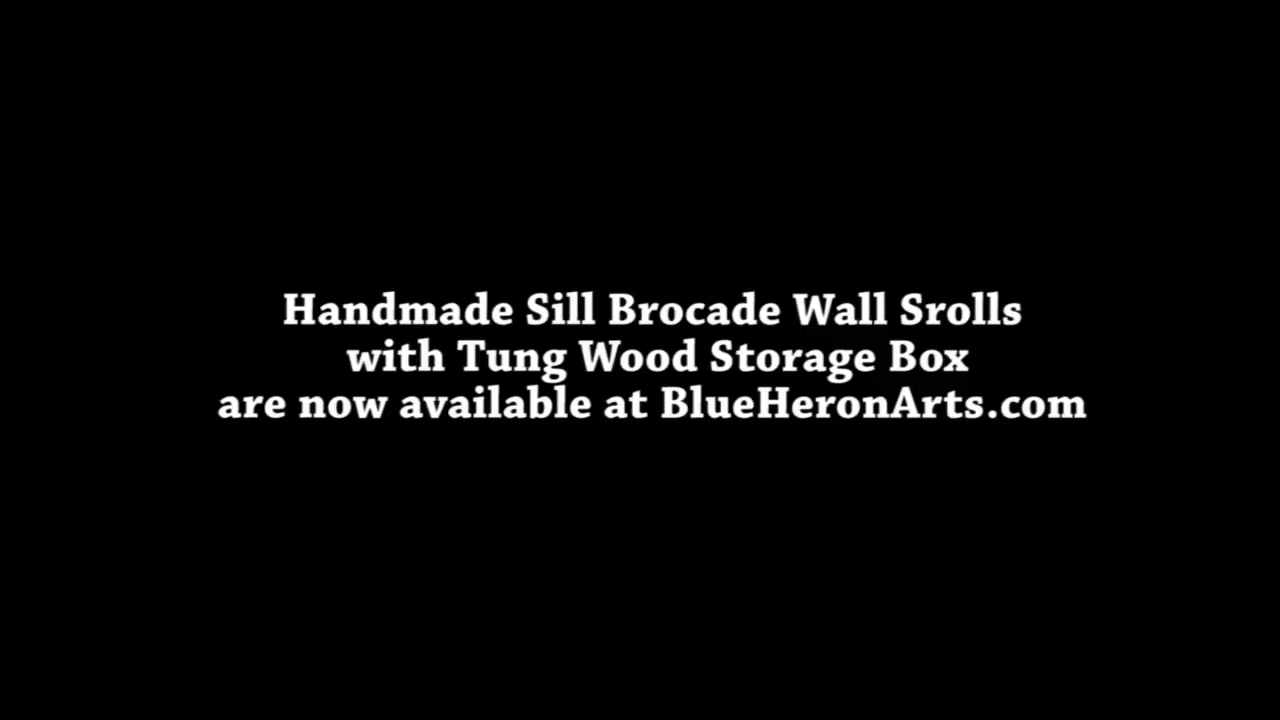 Handmade Sill Brocade Wall Srolls
with Tung Wood Storage Box
are now available at BlueHeronArts.com